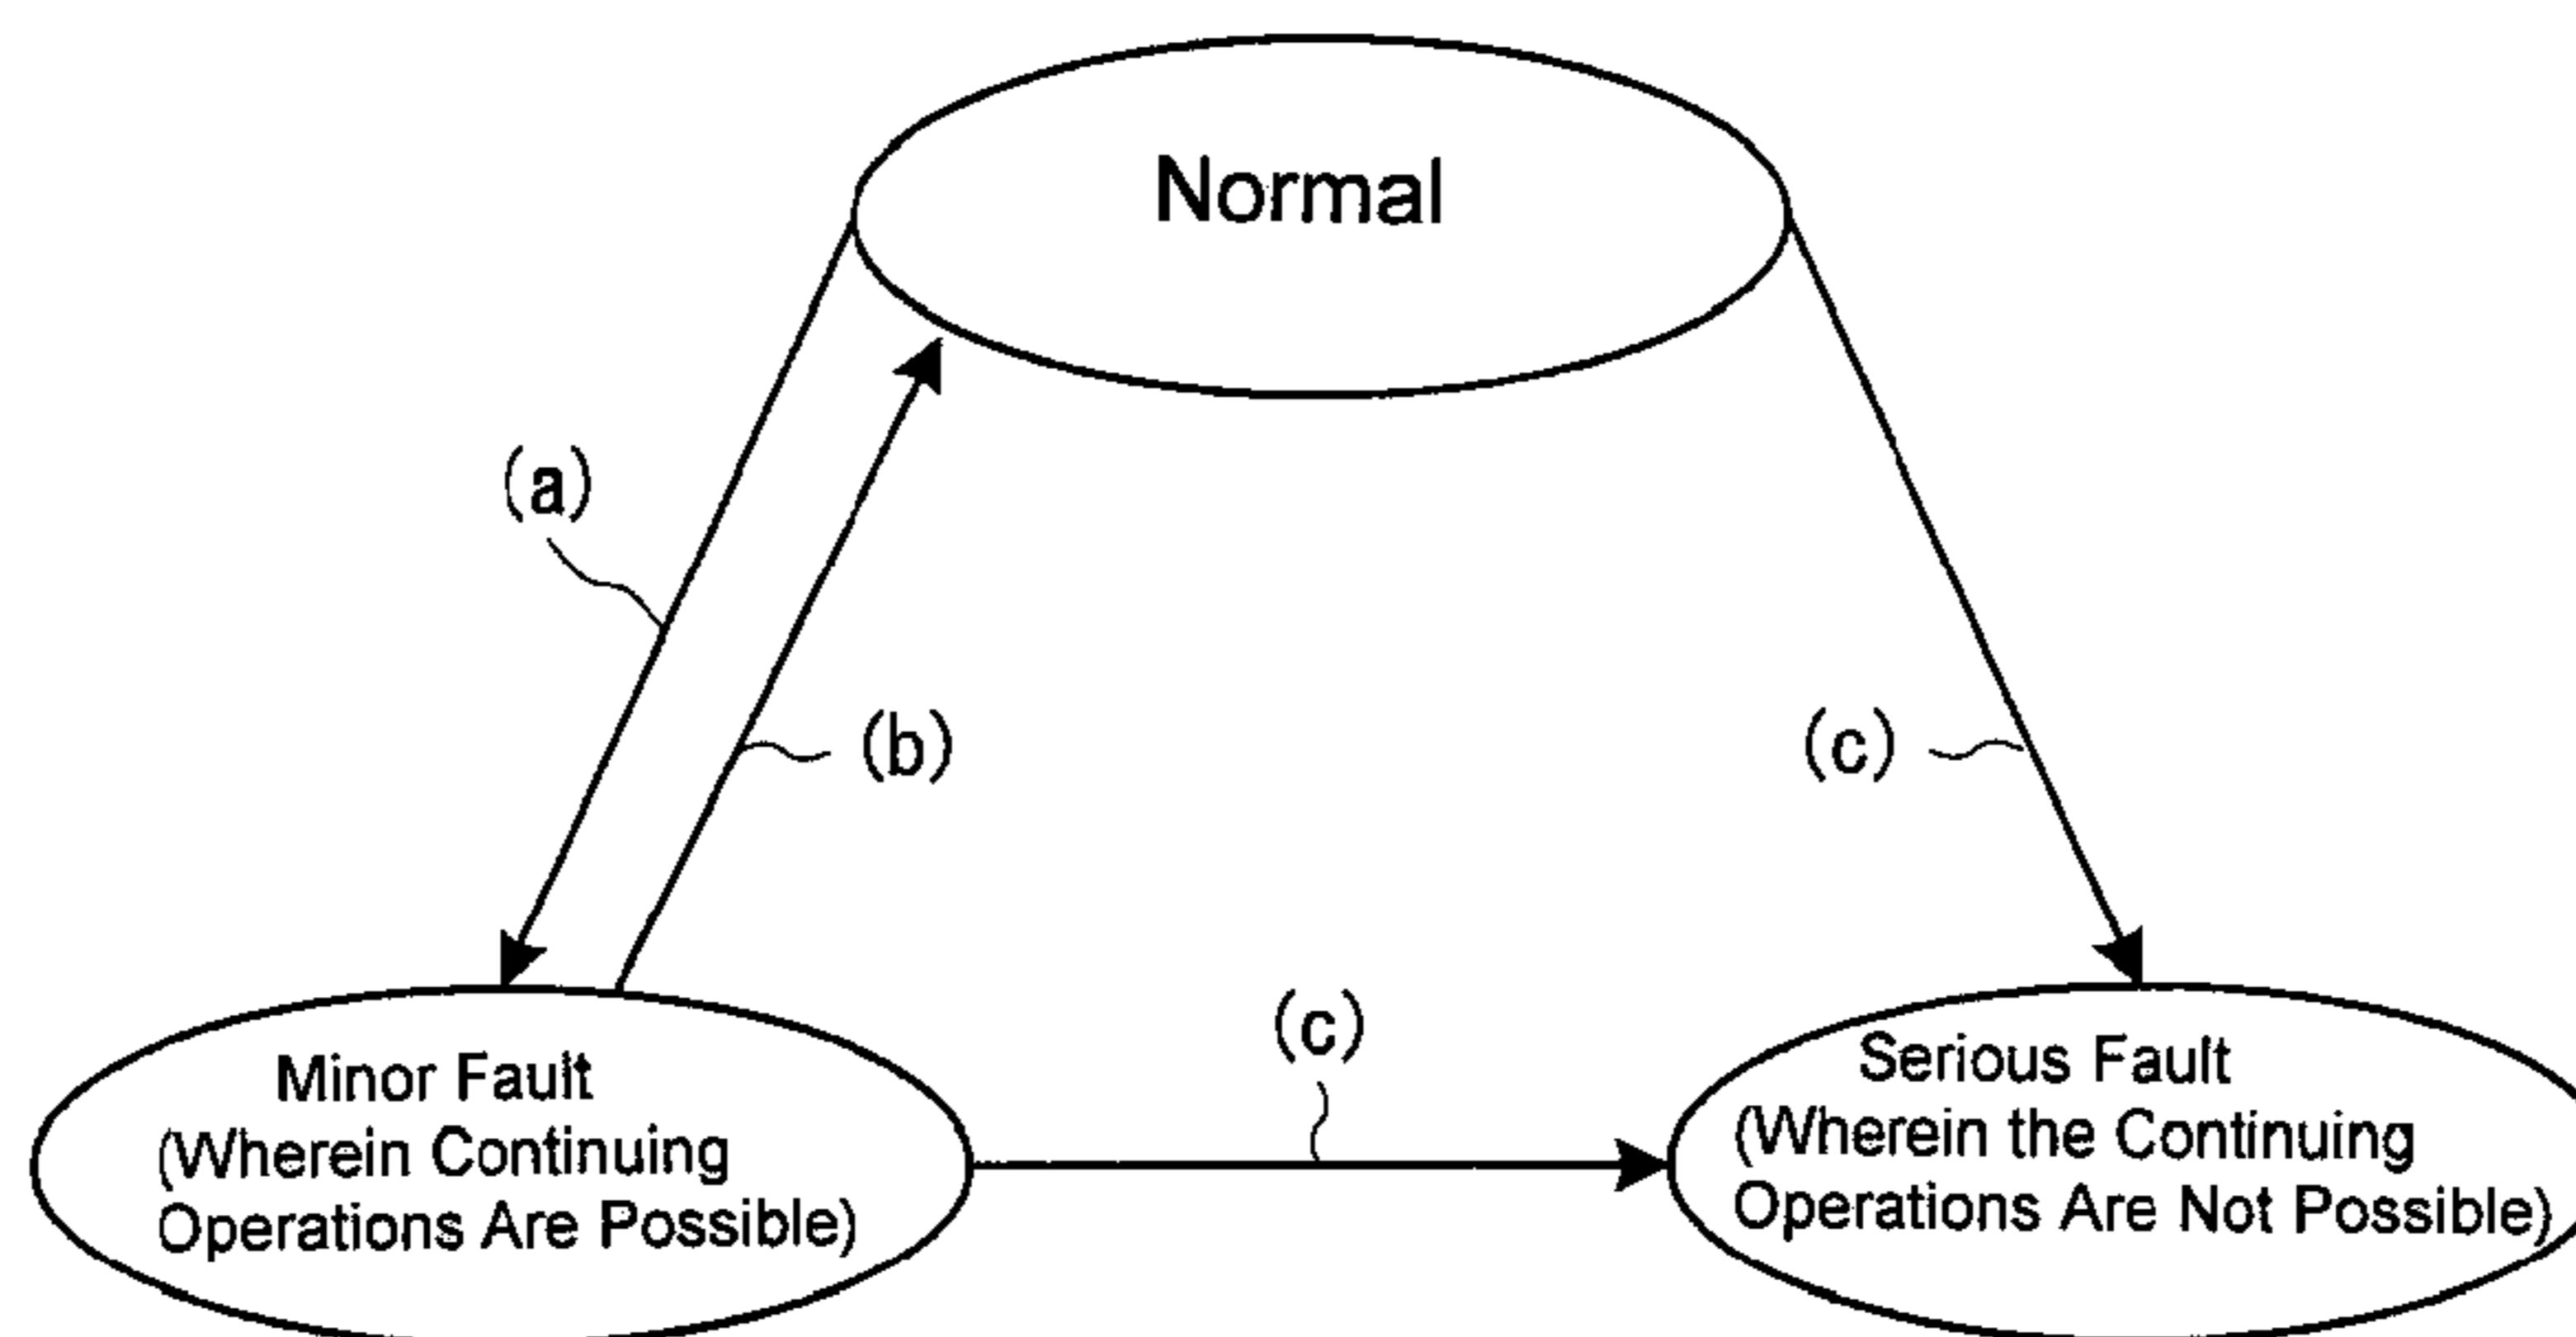 Normal
(a)
(b)
(c)
(c)
Minor Fault
(Wherein Continuing
Operations Are Possible)
Serious Fault
(Wherein the Continuing
Operations Are Not Possible)